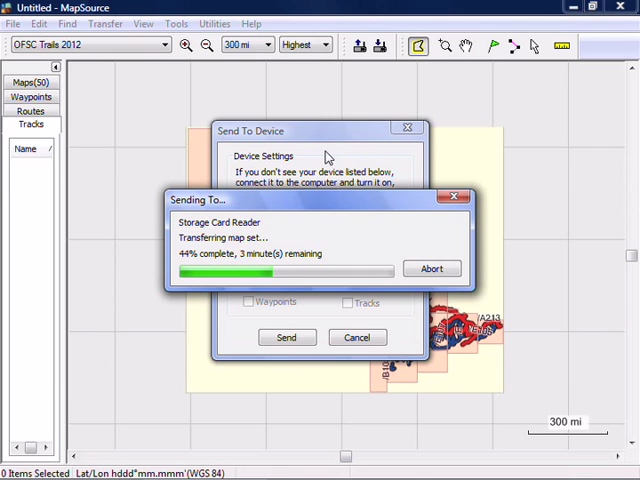 Untitled - MapSource
File Edit Find Transfer View Tools Utilities Help
OFSC Trails 2012
300 mi
Highest
Maps(50)
Waypoints
Routes
Tracks
Name
Send To Device
Device Settings
If you don't see your device listed below,
connect it to the computer and turn it on,
Sending To...
Storage Card Reader
Transferring map set...
44% complete, 3 minute(s) remaining
Abort
Waypoints
Tracks
Send
Cancel
/A213
300 mi
0 Items Selected Lat/Lon hddd°mm.mmm'(WGS 84)